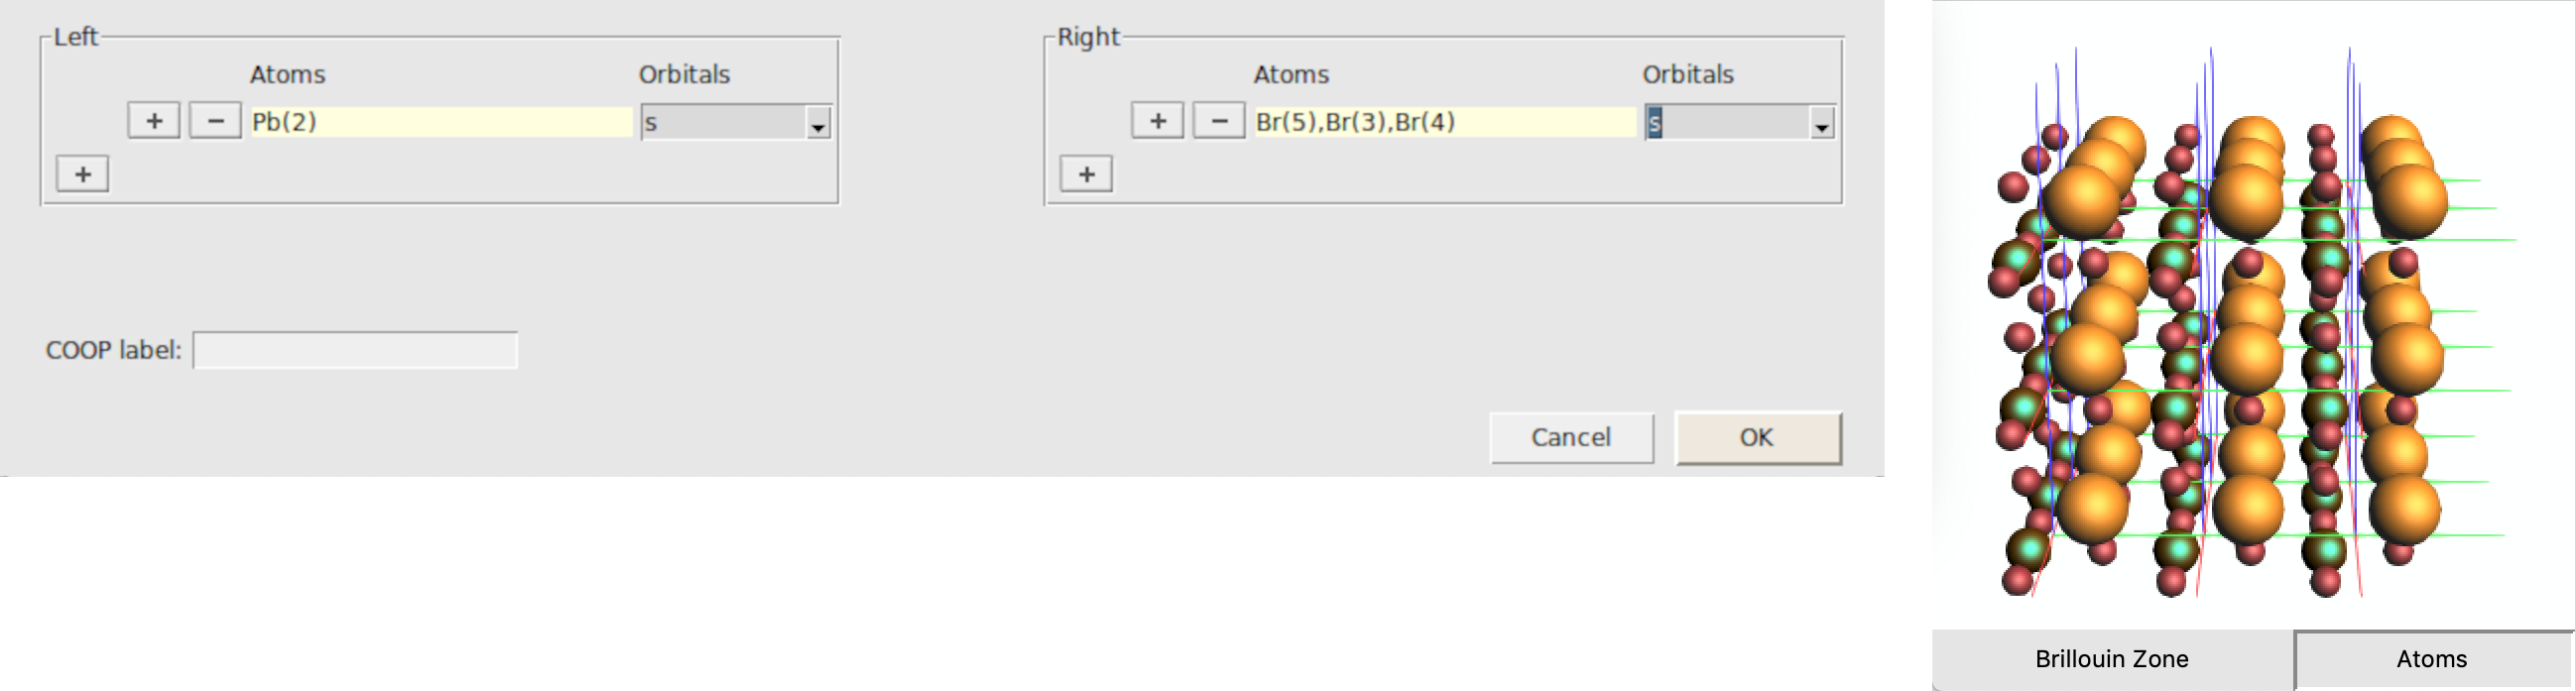 Left
Atoms Orbitals
+ − Pb(2) s
+
Right
Atoms Orbitals
+ − Br(5),Br(3),Br(4) s
+
COOP label:
Cancel OK
Brillouin Zone Atoms